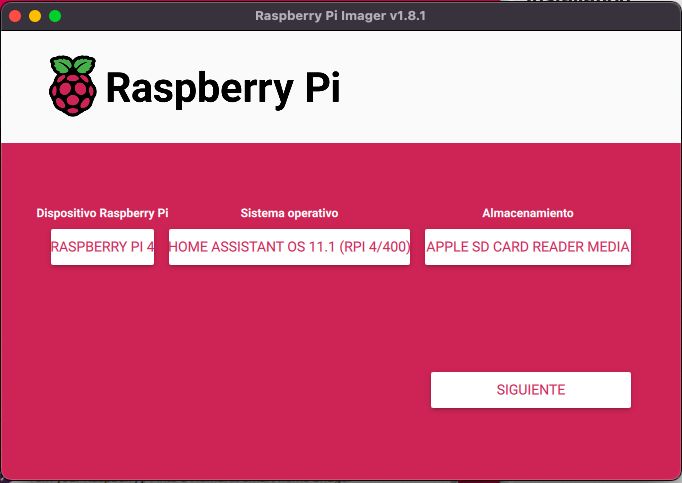 Raspberry Pi Imager v1.8.1
Raspberry Pi
Dispositivo Raspberry Pi
Sistema operativo
Almacenamiento
RASPBERRY PI 4
HOME ASSISTANT OS 11.1 (RPI 4/400)
APPLE SD CARD READER MEDIA
SIGUIENTE